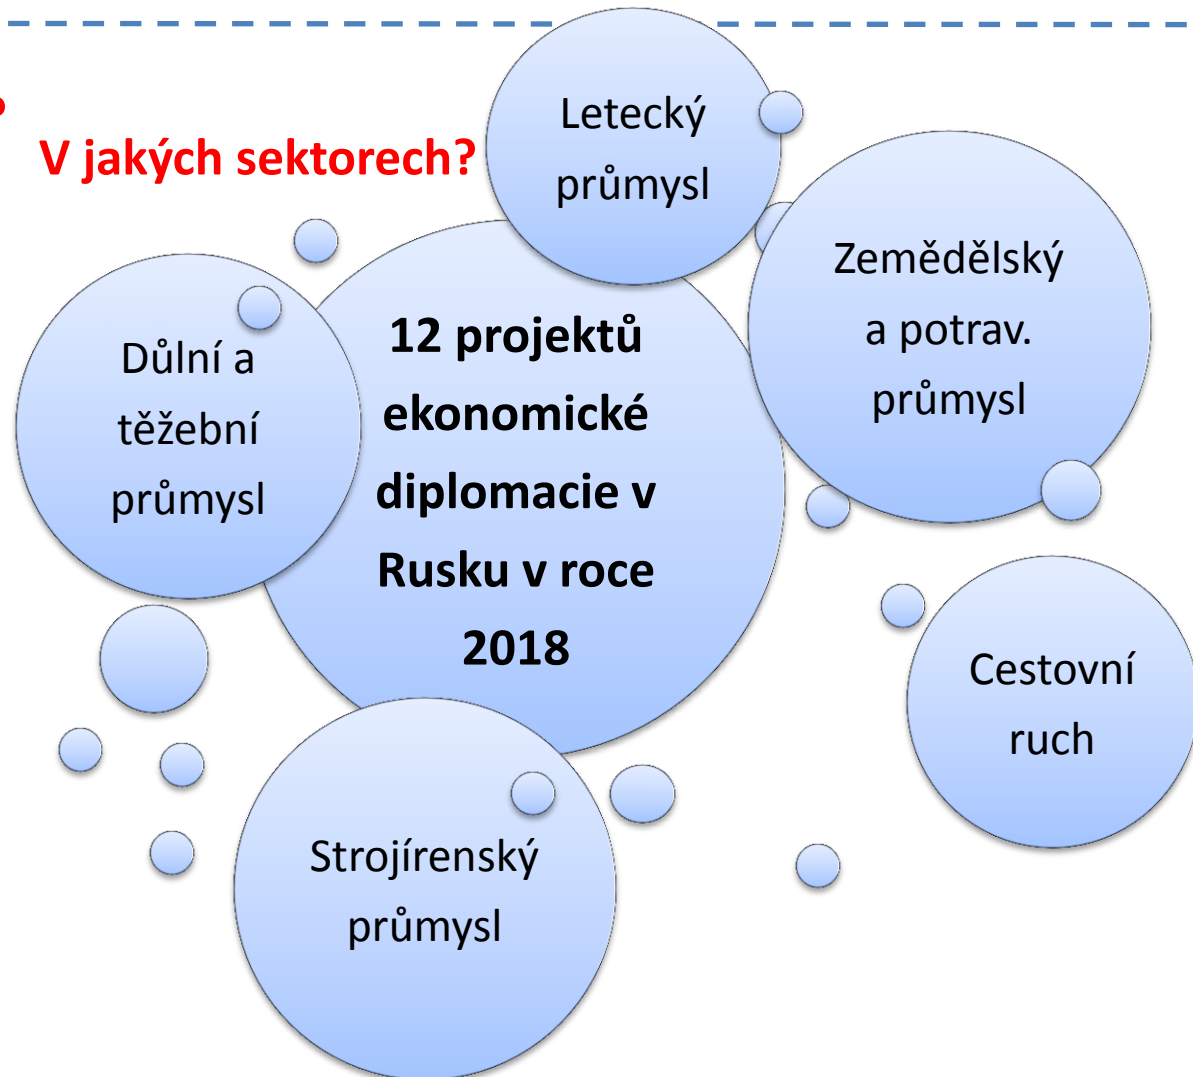 V jakých sektorech?
Letecký
průmysl
Zemědělský
a potrav.
průmysl
Důlní a
těžební
průmysl
12 projektů
ekonomické
diplomacie v
Rusku v roce
2018
Cestovní
ruch
Strojírenský
průmysl